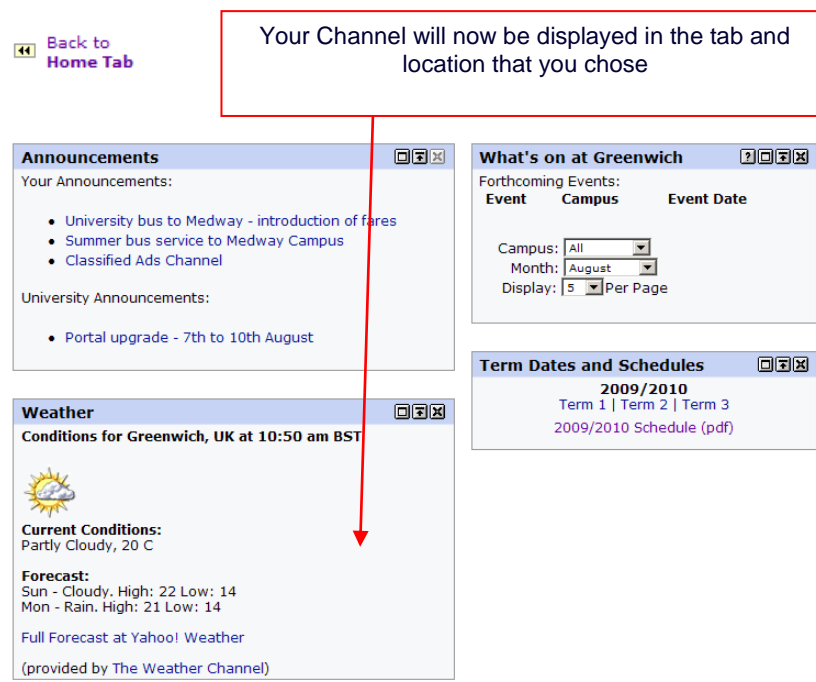 Back to
Home Tab
Your Channel will now be displayed in the tab and
location that you chose
Announcements
Your Announcements:
University bus to Medway - introduction of fares
Summer bus service to Medway Campus
Classified Ads Channel
University Announcements:
Portal upgrade - 7th to 10th August
Weather
Conditions for Greenwich, UK at 10:50 am BST
Current Conditions:
Partly Cloudy, 20 C
Forecast:
Sun - Cloudy. High: 22 Low: 14
Mon - Rain. High: 21 Low: 14
Full Forecast at Yahoo! Weather
(provided by The Weather Channel)
What's on at Greenwich
Forthcoming Events:
Event Campus Event Date
Campus: All
Month: August
Display: 5 Per Page
Term Dates and Schedules
2009/2010
Term 1 | Term 2 | Term 3
2009/2010 Schedule (pdf)